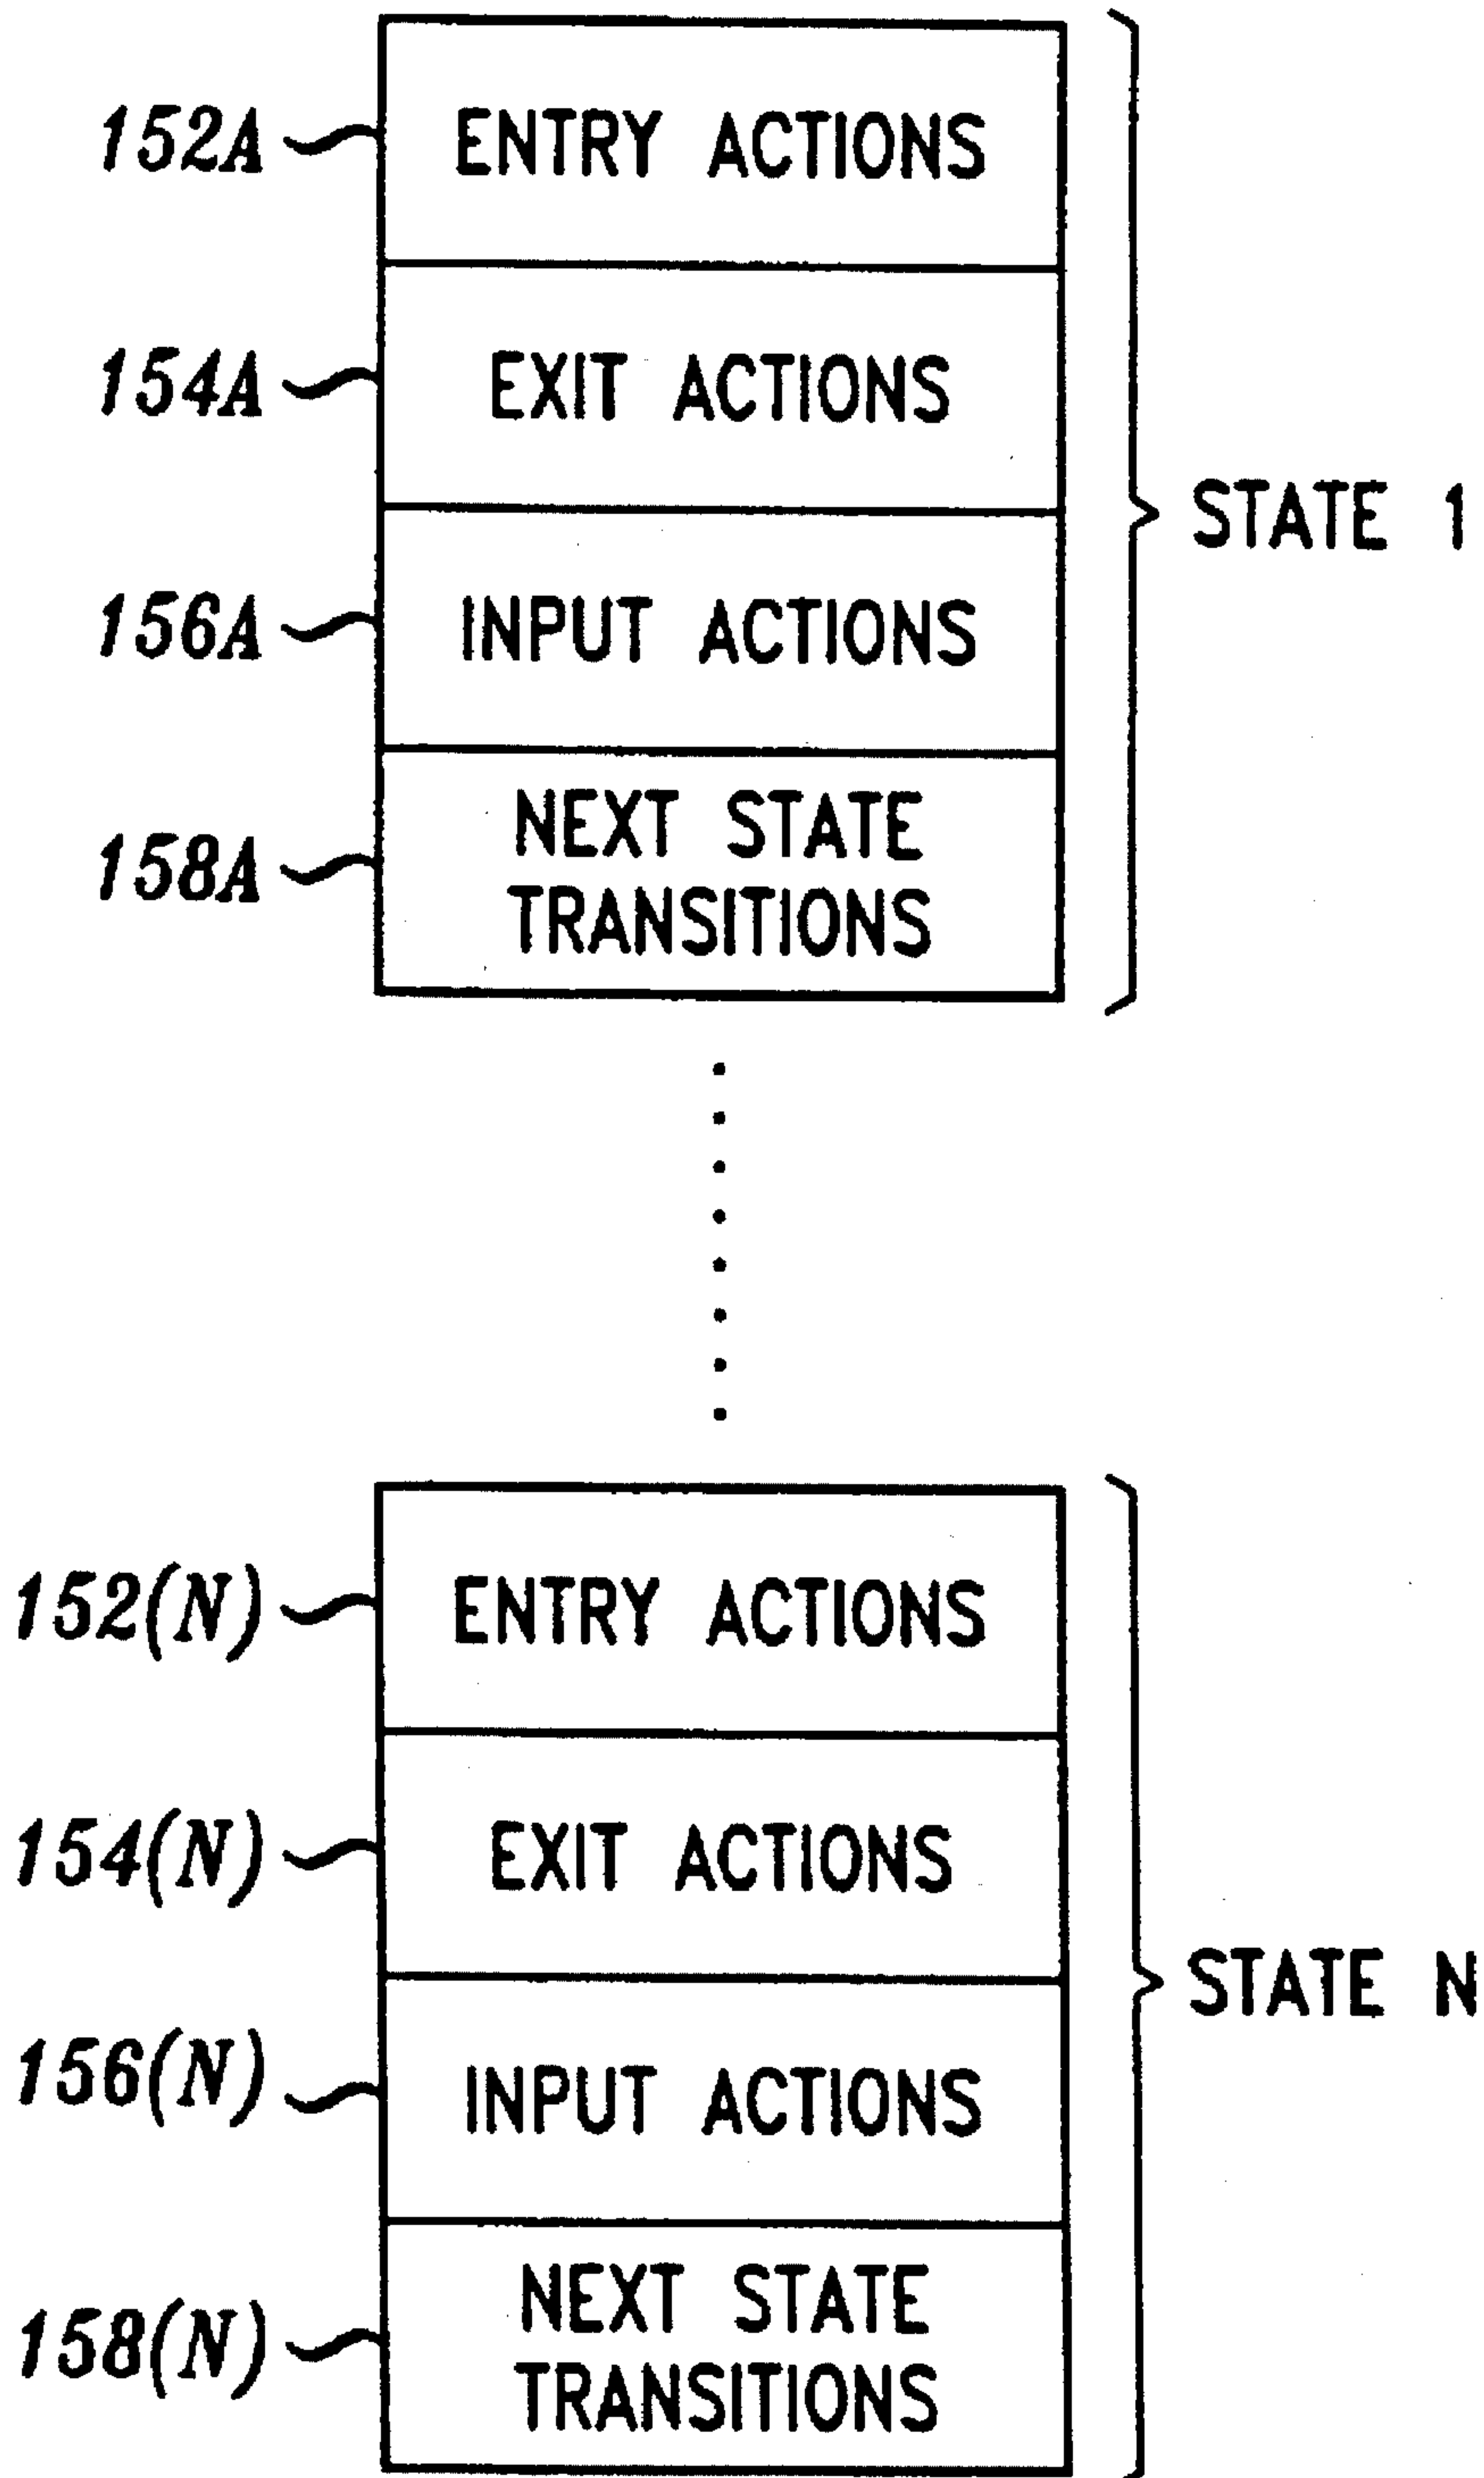 152A ENTRY ACTIONS
154A EXIT ACTIONS
STATE 1
156A INPUT ACTIONS
158A NEXT STATE
TRANSITIONS
152(N) ENTRY ACTIONS
154(N) EXIT ACTIONS
STATE N
156(N) INPUT ACTIONS
158(N) NEXT STATE
TRANSITIONS